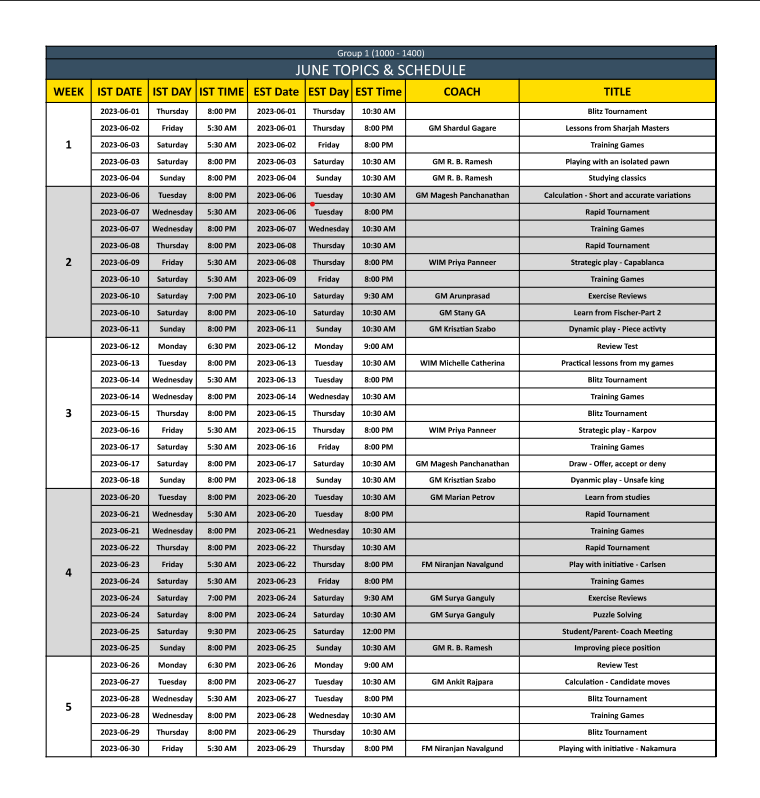 Group 1 (1000 - 1400)
JUNE TOPICS & SCHEDULE
WEEK IST DATE IST DAY IST TIME EST Date EST Day EST Time COACH TITLE
1
2023-06-01 Thursday 8:00 PM 2023-06-01 Thursday 10:30 AM Blitz Tournament
2023-06-02 Friday 5:30 AM 2023-06-01 Thursday 8:00 PM GM Shardul Gagare Lessons from Sharjah Masters
2023-06-03 Saturday 5:30 AM 2023-06-02 Friday 8:00 PM Training Games
2023-06-03 Saturday 8:00 PM 2023-06-03 Saturday 10:30 AM GM R. B. Ramesh Playing with an isolated pawn
2023-06-04 Sunday 8:00 PM 2023-06-04 Sunday 10:30 AM GM R. B. Ramesh Studying classics
2
2023-06-06 Tuesday 8:00 PM 2023-06-06 Tuesday 10:30 AM GM Magesh Panchanathan Calculation - Short and accurate variations
2023-06-07 Wednesday 5:30 AM 2023-06-06 Tuesday 8:00 PM Rapid Tournament
2023-06-07 Wednesday 8:00 PM 2023-06-07 Wednesday 10:30 AM Training Games
2023-06-08 Thursday 8:00 PM 2023-06-08 Thursday 10:30 AM Rapid Tournament
2023-06-09 Friday 5:30 AM 2023-06-08 Thursday 8:00 PM WIM Priya Panneer Strategic play - Capablanca
2023-06-10 Saturday 5:30 AM 2023-06-09 Friday 8:00 PM Training Games
2023-06-10 Saturday 7:00 PM 2023-06-10 Saturday 9:30 AM GM Arunprasad Exercise Reviews
2023-06-10 Saturday 8:00 PM 2023-06-10 Saturday 10:30 AM GM Stany GA Learn from Fischer-Part 2
2023-06-11 Sunday 8:00 PM 2023-06-11 Sunday 10:30 AM GM Krisztian Szabo Dynamic play - Piece activty
3
2023-06-12 Monday 6:30 PM 2023-06-12 Monday 9:00 AM Review Test
2023-06-13 Tuesday 8:00 PM 2023-06-13 Tuesday 10:30 AM WIM Michelle Catherina Practical lessons from my games
2023-06-14 Wednesday 5:30 AM 2023-06-13 Tuesday 8:00 PM Blitz Tournament
2023-06-14 Wednesday 8:00 PM 2023-06-14 Wednesday 10:30 AM Training Games
2023-06-15 Thursday 8:00 PM 2023-06-15 Thursday 10:30 AM Blitz Tournament
2023-06-16 Friday 5:30 AM 2023-06-15 Thursday 8:00 PM WIM Priya Panneer Strategic play - Karpov
2023-06-17 Saturday 5:30 AM 2023-06-16 Friday 8:00 PM Training Games
2023-06-17 Saturday 8:00 PM 2023-06-17 Saturday 10:30 AM GM Magesh Panchanathan Draw - Offer, accept or deny
2023-06-18 Sunday 8:00 PM 2023-06-18 Sunday 10:30 AM GM Krisztian Szabo Dyanmic play - Unsafe king
4
2023-06-20 Tuesday 8:00 PM 2023-06-20 Tuesday 10:30 AM GM Marian Petrov Learn from studies
2023-06-21 Wednesday 5:30 AM 2023-06-20 Tuesday 8:00 PM Rapid Tournament
2023-06-21 Wednesday 8:00 PM 2023-06-21 Wednesday 10:30 AM Training Games
2023-06-22 Thursday 8:00 PM 2023-06-22 Thursday 10:30 AM Rapid Tournament
2023-06-23 Friday 5:30 AM 2023-06-22 Thursday 8:00 PM FM Niranjan Navalgund Play with initiative - Carlsen
2023-06-24 Saturday 5:30 AM 2023-06-23 Friday 8:00 PM Training Games
2023-06-24 Saturday 7:00 PM 2023-06-24 Saturday 9:30 AM GM Surya Ganguly Exercise Reviews
2023-06-24 Saturday 8:00 PM 2023-06-24 Saturday 10:30 AM GM Surya Ganguly Puzzle Solving
2023-06-25 Saturday 9:30 PM 2023-06-25 Saturday 12:00 PM Student/Parent- Coach Meeting
2023-06-25 Sunday 8:00 PM 2023-06-25 Sunday 10:30 AM GM R. B. Ramesh Improving piece position
5
2023-06-26 Monday 6:30 PM 2023-06-26 Monday 9:00 AM Review Test
2023-06-27 Tuesday 8:00 PM 2023-06-27 Tuesday 10:30 AM GM Ankit Rajpara Calculation - Candidate moves
2023-06-28 Wednesday 5:30 AM 2023-06-27 Tuesday 8:00 PM Blitz Tournament
2023-06-28 Wednesday 8:00 PM 2023-06-28 Wednesday 10:30 AM Training Games
2023-06-29 Thursday 8:00 PM 2023-06-29 Thursday 10:30 AM Blitz Tournament
2023-06-30 Friday 5:30 AM 2023-06-29 Thursday 8:00 PM FM Niranjan Navalgund Playing with initiative - Nakamura